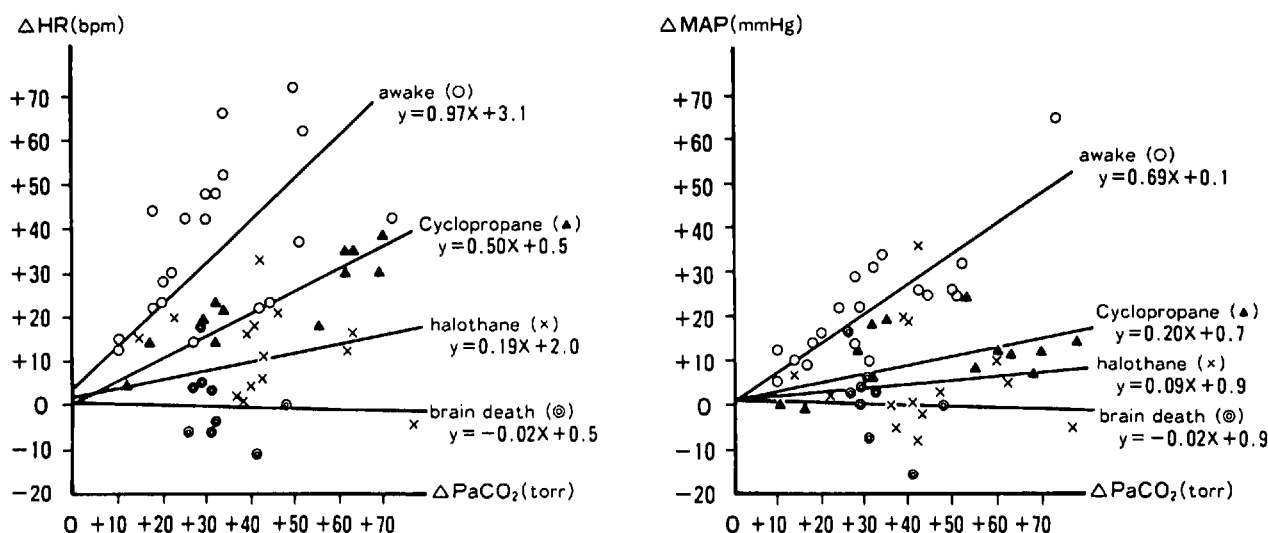 △HR(bpm)
+70
+60
+50
+40
+30
+20
+10
0
−10
−20
0 +10 +20 +30 +40 +50 +60 +70
△PaCO₂(torr)
awake (○)
y=0.97X+3.1
Cyclopropane (▲)
y=0.50X+0.5
halothane (×)
y=0.19X+2.0
brain death (◎)
y=−0.02X+0.5
△MAP(mmHg)
+70
+60
+50
+40
+30
+20
+10
0
−10
−20
0 +10 +20 +30 +40 +50 +60 +70
△PaCO₂(torr)
awake (○)
y=0.69X+0.1
Cyclopropane (▲)
y=0.20X+0.7
halothane (×)
y=0.09X+0.9
brain death (◎)
y=−0.02X+0.9